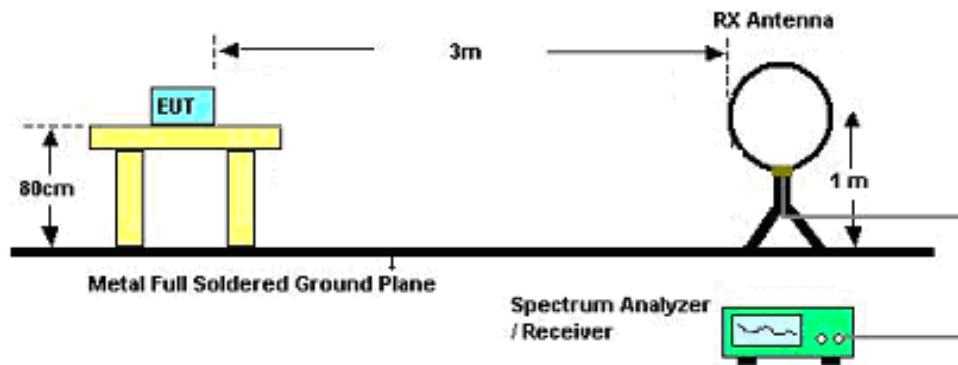 RX Antenna
3m
EUT
80cm
1 m
Metal Full Soldered Ground Plane
Spectrum Analyzer
/ Receiver